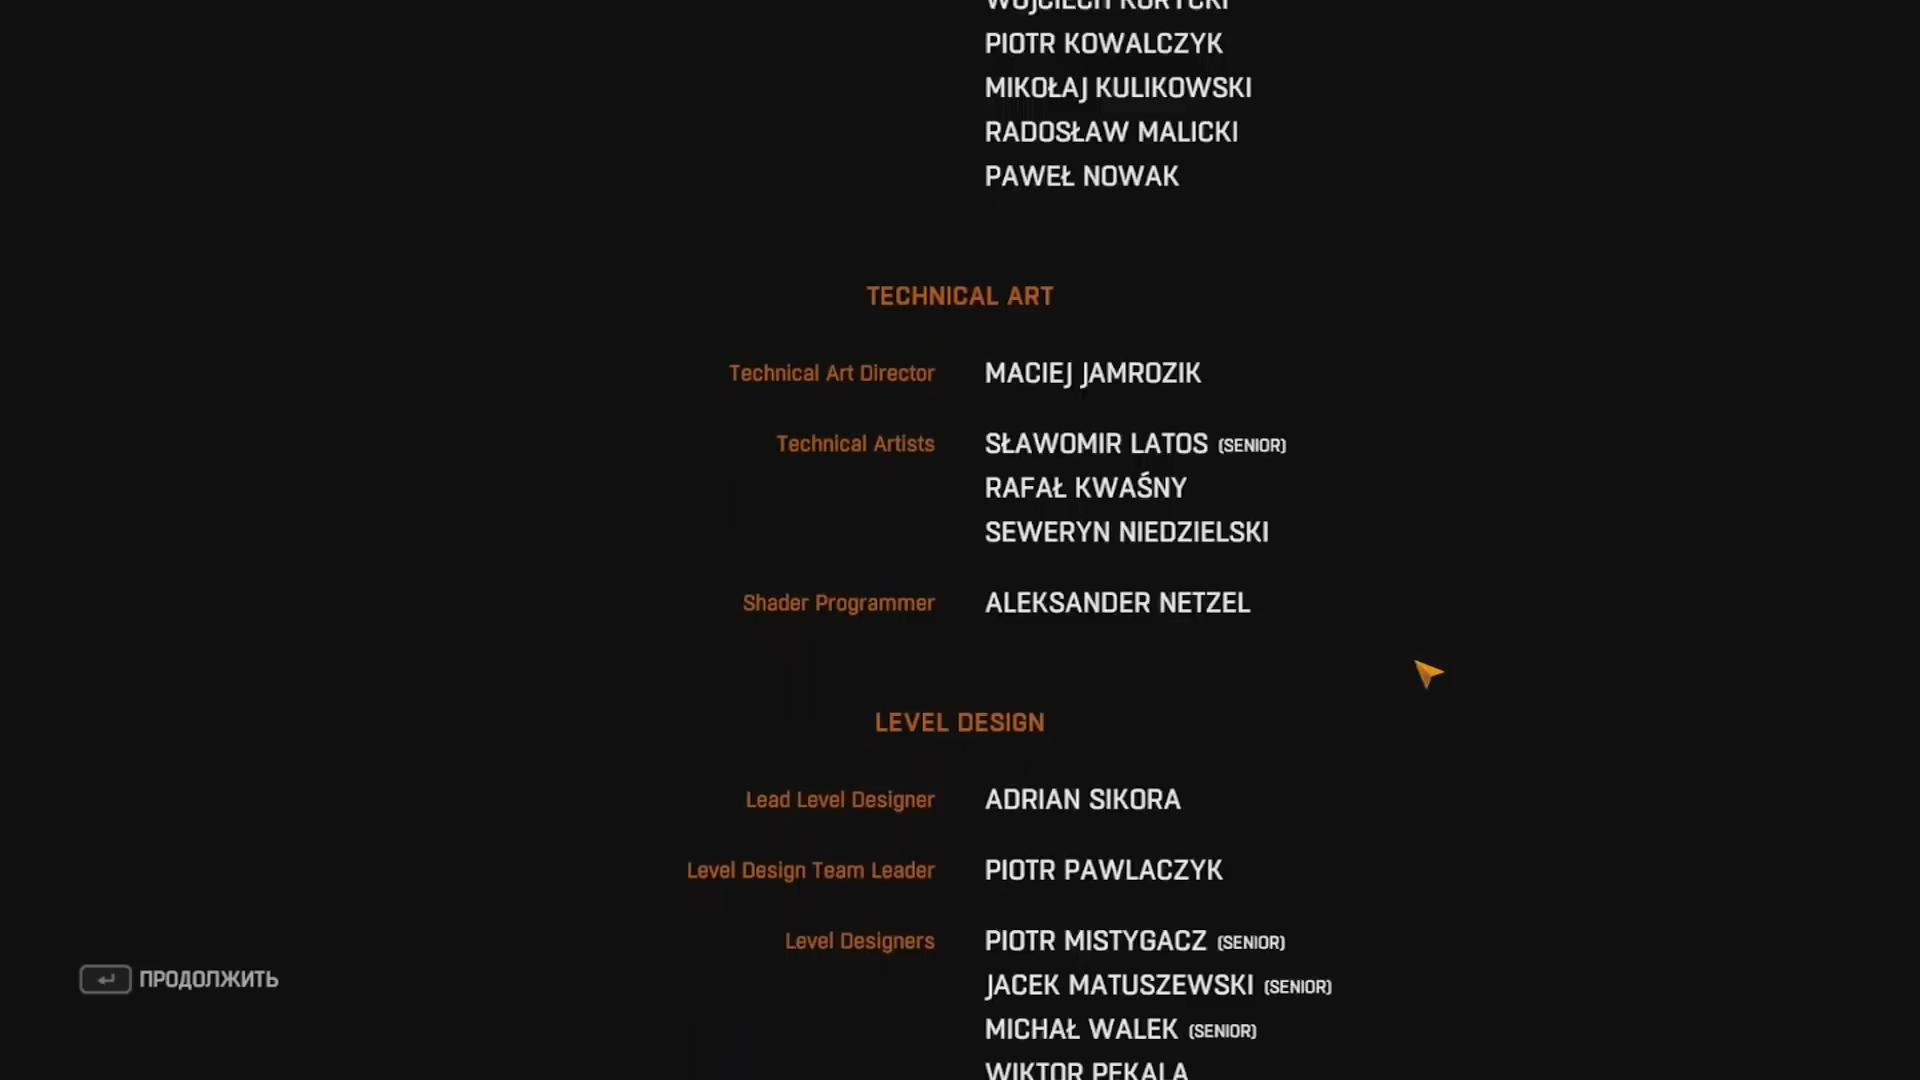 PIOTR KOWALCZYK
MIKOŁAJ KULIKOWSKI
RADOSŁAW MALICKI
PAWEŁ NOWAK
TECHNICAL ART
Technical Art Director MACIEJ JAMROZIK
Technical Artists SŁAWOMIR LATOS (SENIOR)
RAFAŁ KWAŚNY
SEWERYN NIEDZIELSKI
Shader Programmer ALEKSANDER NETZEL
LEVEL DESIGN
Lead Level Designer ADRIAN SIKORA
Level Design Team Leader PIOTR PAWLACZYK
Level Designers PIOTR MISTYGACZ (SENIOR)
JACEK MATUSZEWSKI (SENIOR)
ПРОДОЛЖИТЬ
MICHAŁ WALEK (SENIOR)
WIKTOR